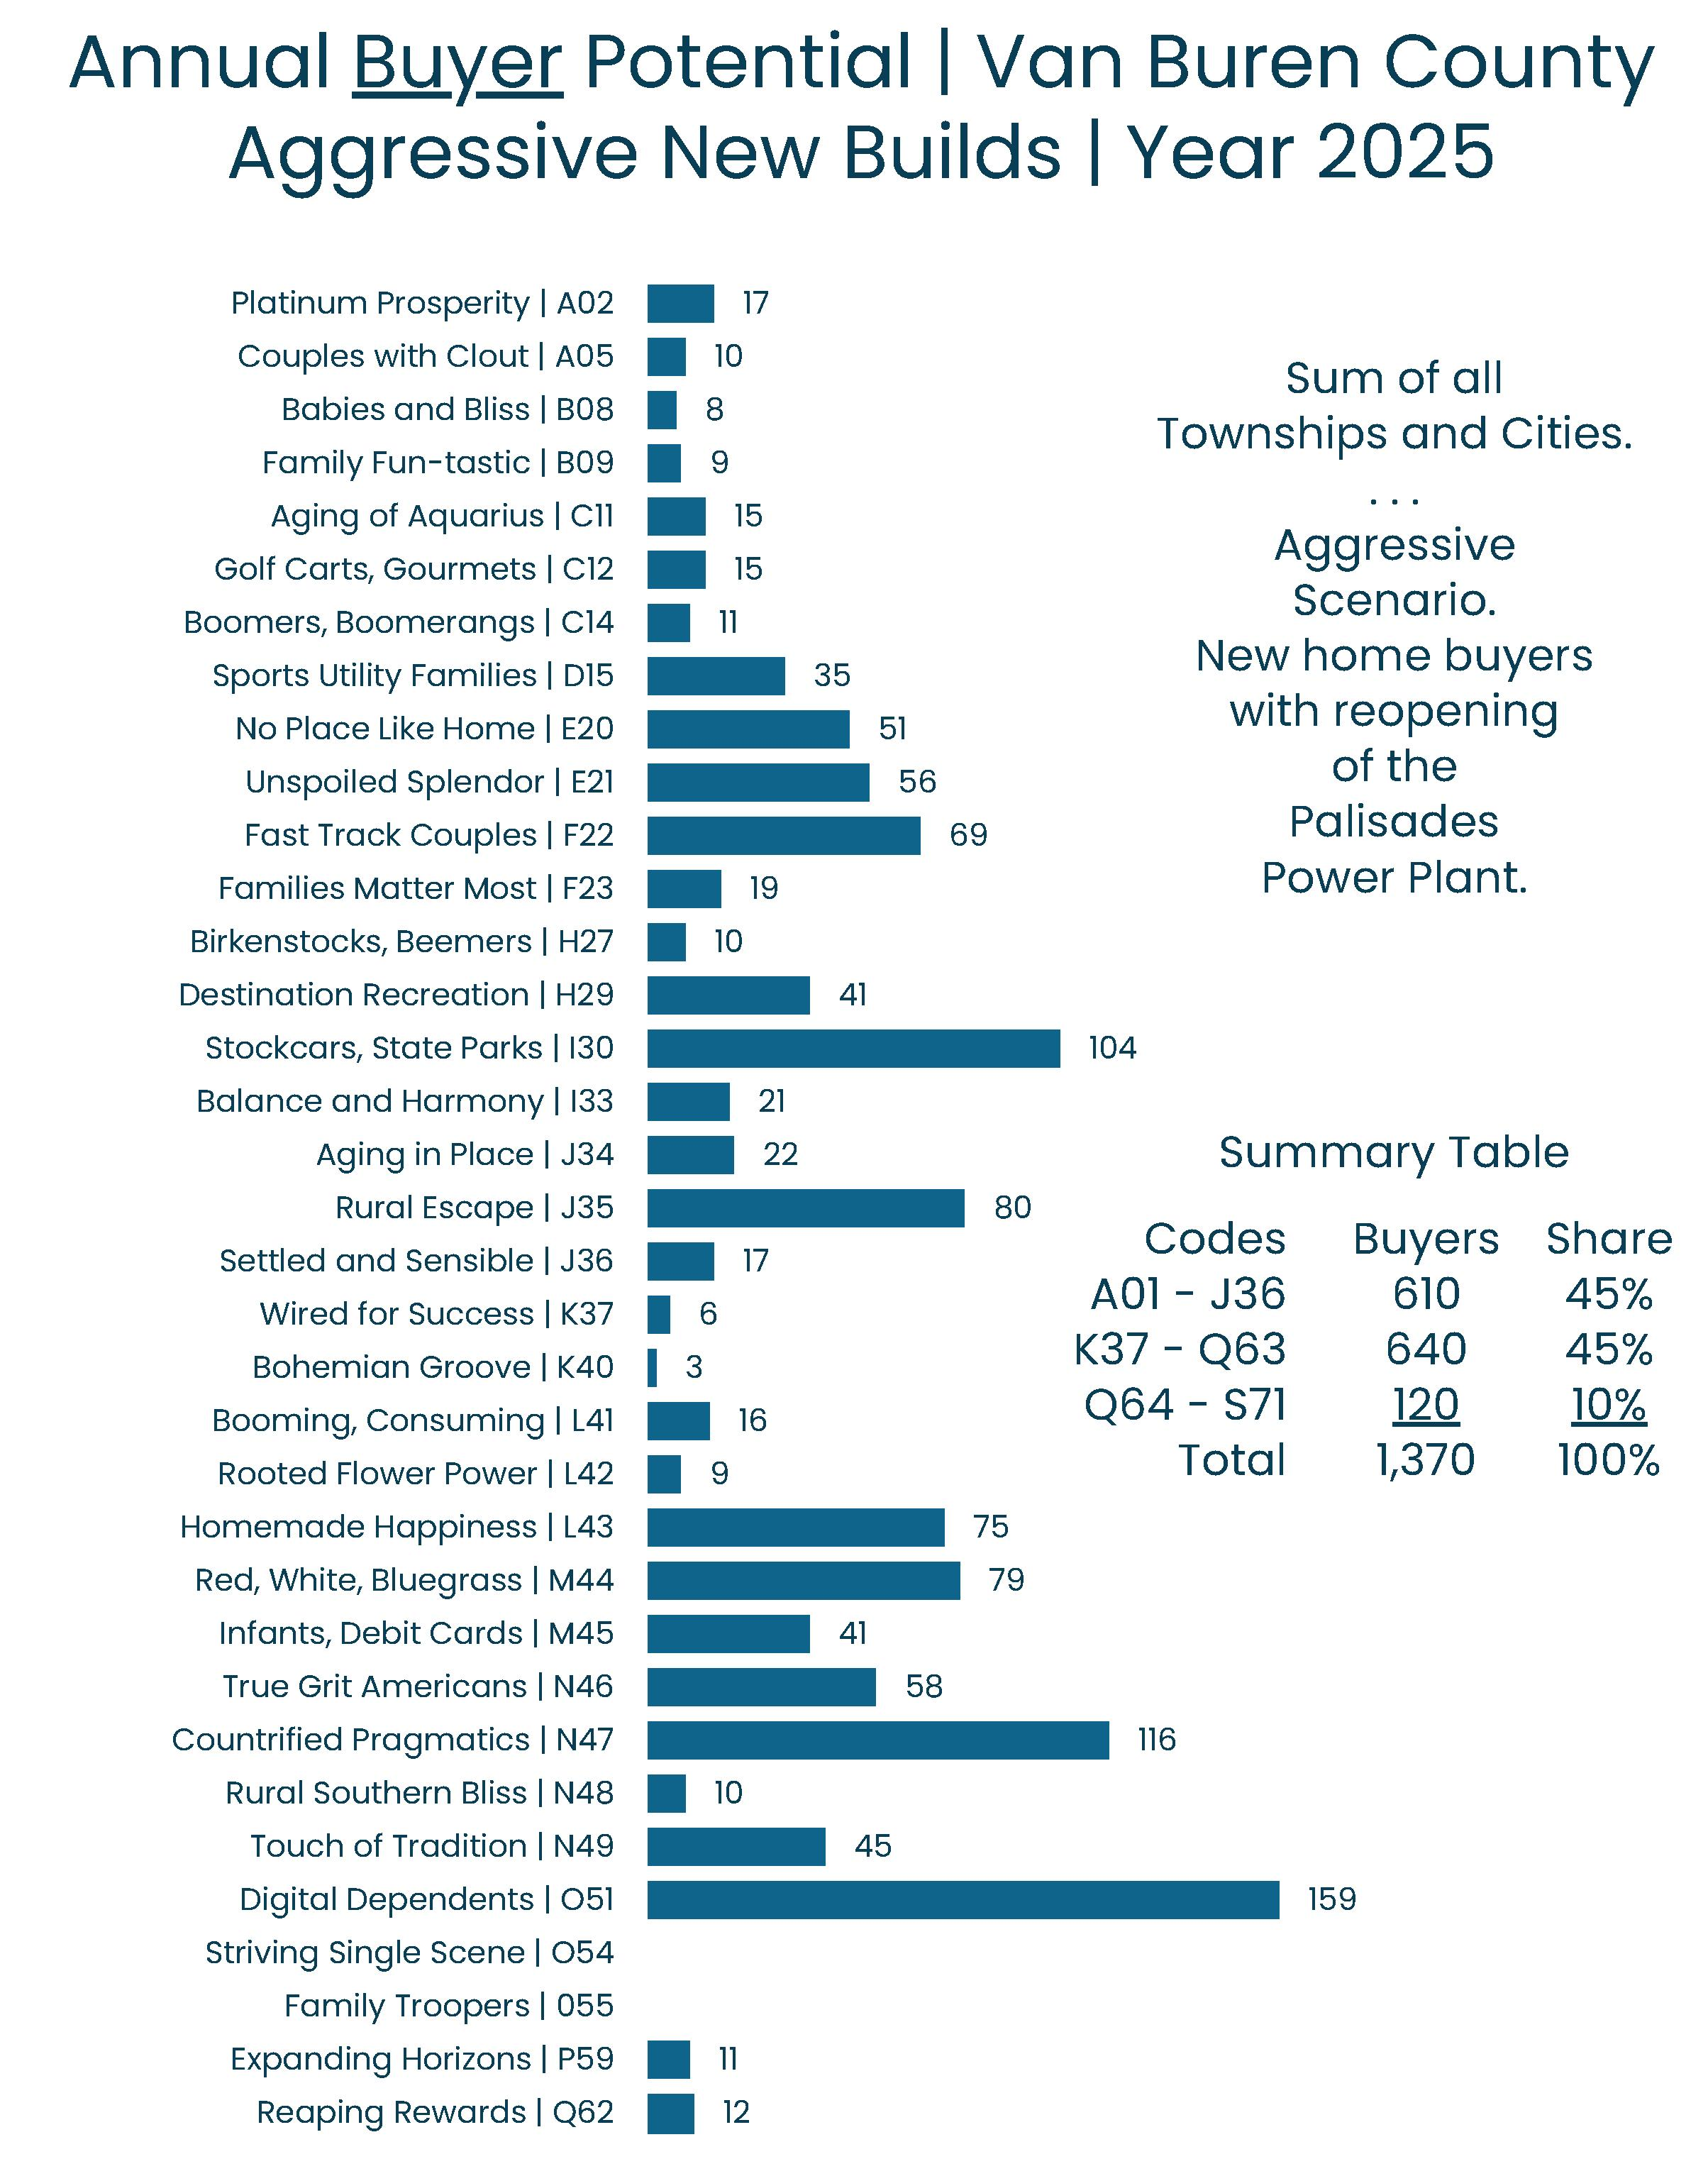 Annual Buyer Potential | Van Buren County
Aggressive New Builds | Year 2025
Platinum Prosperity | A02 17
Couples with Clout | A05 10
Babies and Bliss | B08 8
Family Fun-tastic | B09 9
Aging of Aquarius | C11 15
Golf Carts, Gourmets | C12 15
Boomers, Boomerangs | C14 11
Sports Utility Families | D15 35
No Place Like Home | E20 51
Unspoiled Splendor | E21 56
Fast Track Couples | F22 69
Families Matter Most | F23 19
Birkenstocks, Beemers | H27 10
Destination Recreation | H29 41
Stockcars, State Parks | I30 104
Balance and Harmony | I33 21
Aging in Place | J34 22
Rural Escape | J35 80
Settled and Sensible | J36 17
Wired for Success | K37 6
Bohemian Groove | K40 3
Booming, Consuming | L41 16
Rooted Flower Power | L42 9
Homemade Happiness | L43 75
Red, White, Bluegrass | M44 79
Infants, Debit Cards | M45 41
True Grit Americans | N46 58
Countrified Pragmatics | N47 116
Rural Southern Bliss | N48 10
Touch of Tradition | N49 45
Digital Dependents | O51 159
Striving Single Scene | O54
Family Troopers | 055
Expanding Horizons | P59 11
Reaping Rewards | Q62 12
Sum of all
Townships and Cities.
. . .
Aggressive
Scenario.
New home buyers
with reopening
of the
Palisades
Power Plant.
Summary Table
Codes Buyers Share
A01 - J36 610 45%
K37 - Q63 640 45%
Q64 - S71 120 10%
Total 1,370 100%